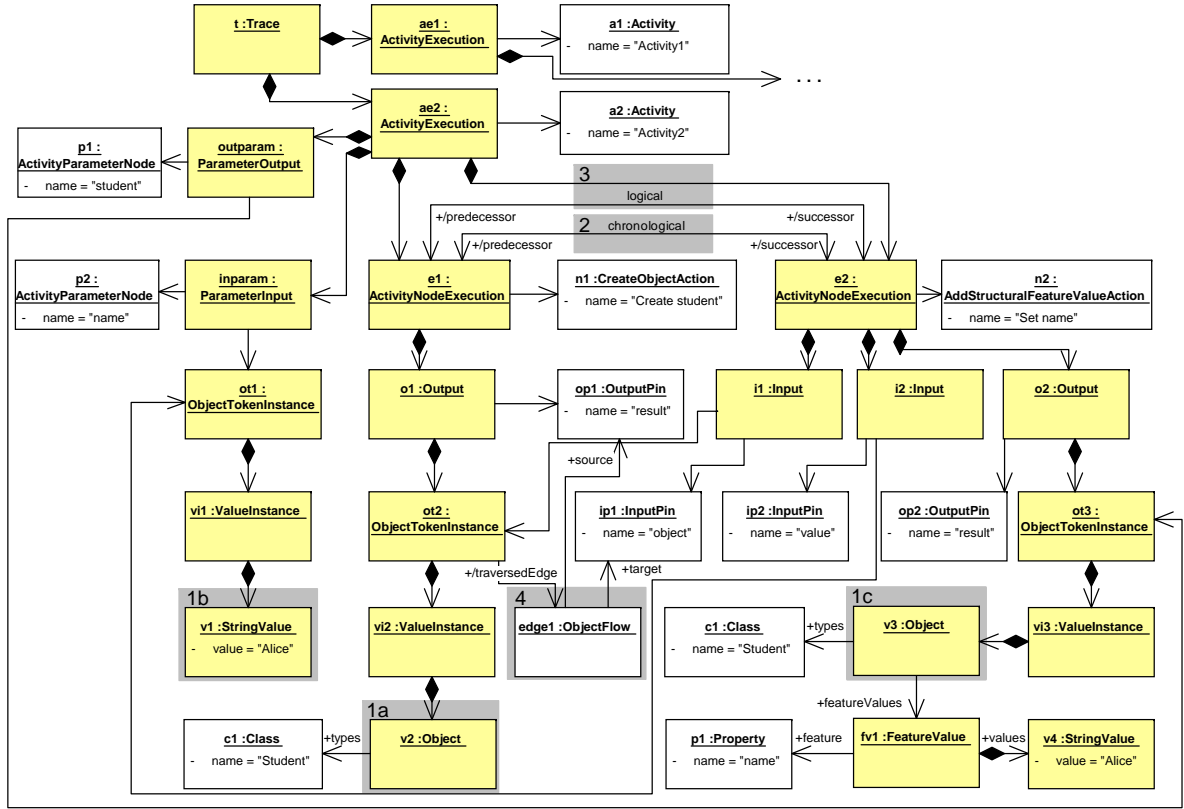 t :Trace
ae1 :
ActivityExecution
a1 :Activity
- name = "Activity1"
. . .
ae2 :
ActivityExecution
a2 :Activity
- name = "Activity2"
p1 :
ActivityParameterNode
- name = "student"
outparam :
ParameterOutput
3
logical
+/predecessor
+/successor
2 chronological
+/predecessor
+/successor
p2 :
ActivityParameterNode
- name = "name"
inparam :
ParameterInput
e1 :
ActivityNodeExecution
n1 :CreateObjectAction
- name = "Create student"
e2 :
ActivityNodeExecution
n2 :
AddStructuralFeatureValueAction
- name = "Set name"
ot1 :
ObjectTokenInstance
o1 :Output
op1 :OutputPin
- name = "result"
i1 :Input
i2 :Input
o2 :Output
+source
vi1 :ValueInstance
ot2 :
ObjectTokenInstance
ip1 :InputPin
- name = "object"
ip2 :InputPin
- name = "value"
op2 :OutputPin
- name = "result"
ot3 :
ObjectTokenInstance
+/traversedEdge
+target
1b
v1 :StringValue
- value = "Alice"
vi2 :ValueInstance
4
edge1 :ObjectFlow
c1 :Class
- name = "Student"
+types
1c
v3 :Object
vi3 :ValueInstance
+featureValues
1a
c1 :Class
- name = "Student"
+types
v2 :Object
p1 :Property
- name = "name"
+feature
fv1 :FeatureValue
+values
v4 :StringValue
- value = "Alice"